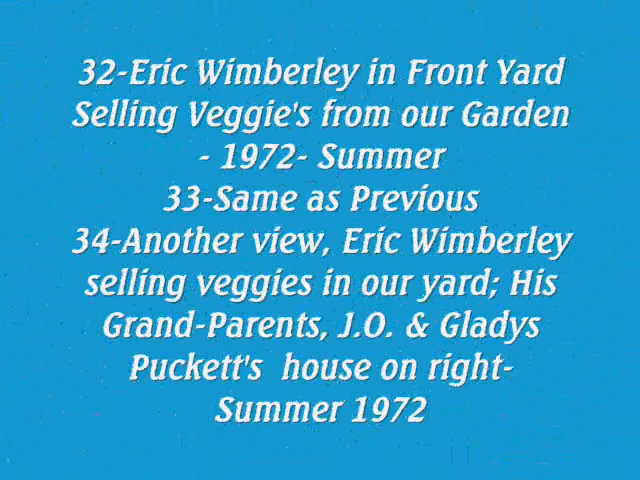 32-Eric Wimberley in Front Yard
Selling Veggie's from our Garden
- 1972- Summer
33-Same as Previous
34-Another view, Eric Wimberley
selling veggies in our yard; His
Grand-Parents, J.O. & Gladys
Puckett's  house on right-
Summer 1972